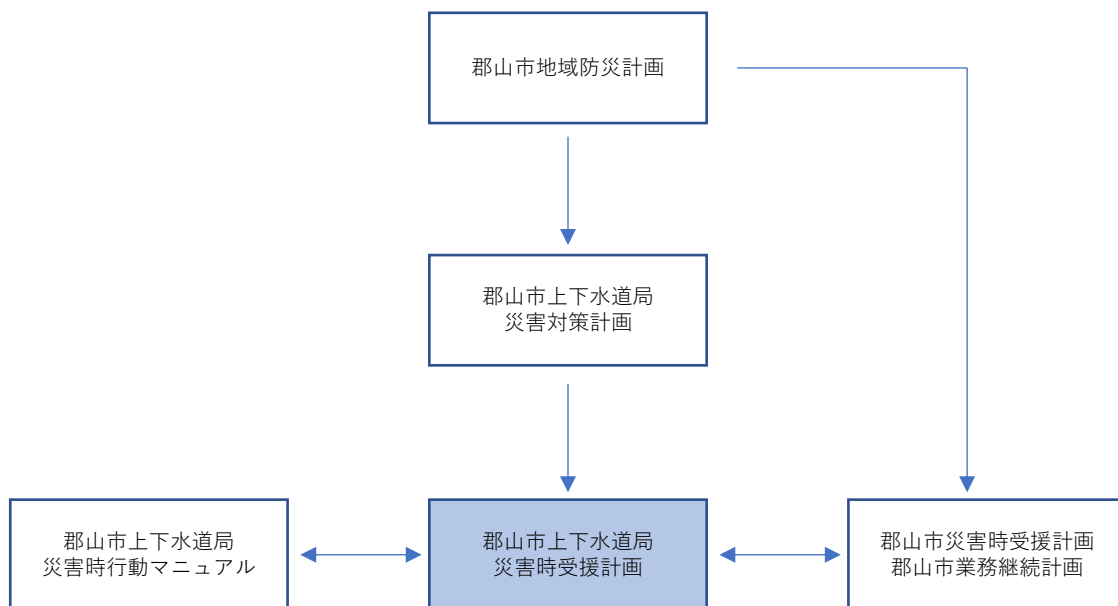 郡山市地域防災計画
郡山市上下水道局
災害対策計画
郡山市上下水道局
災害時行動マニュアル
郡山市上下水道局
災害時受援計画
郡山市災害時受援計画
郡山市業務継続計画